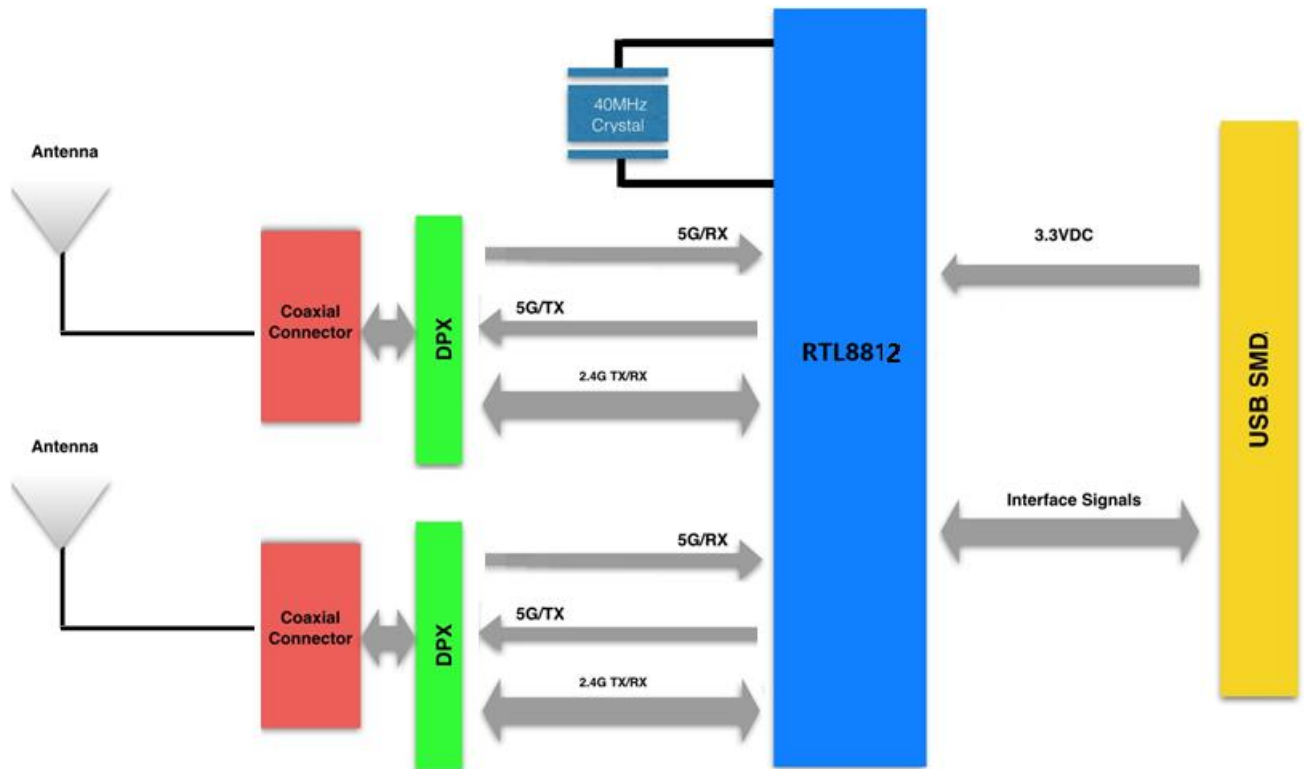 40MHz
Crystal
Antenna
5G/RX
3.3VDC
Coaxial
Connector
DPX
5G/TX
RTL8812
2.4G TX/RX
USB SMD
Antenna
Interface Signals
5G/RX
Coaxial
Connector
DPX
5G/TX
2.4G TX/RX